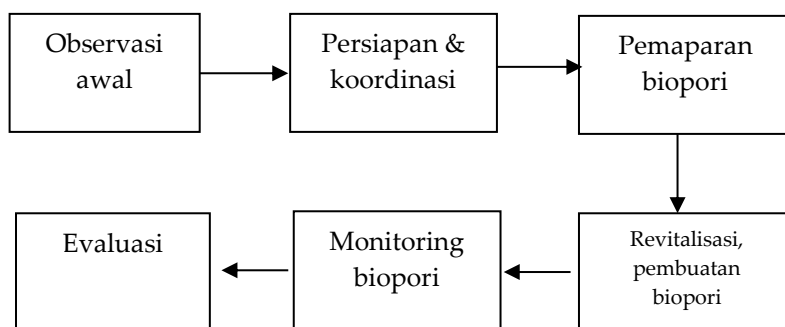 Observasi
awal
Persiapan &
koordinasi
Pemaparan
biopori
Revitalisasi,
pembuatan
biopori
Monitoring
biopori
Evaluasi